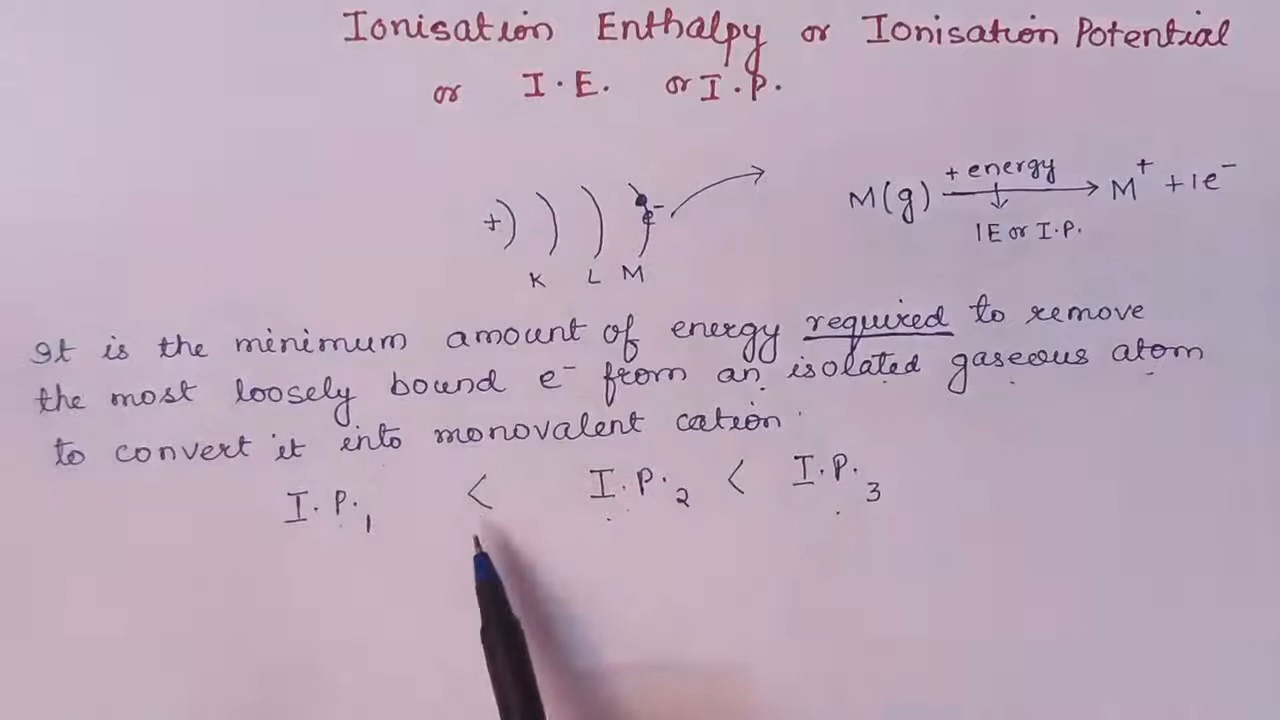 Ionisation Enthalpy or Ionisation Potential
or I.E. or I.P.
M(g) + energy → M⁺ + 1e⁻
IE or I.P.
+) e⁻
K L M
It is the minimum amount of energy required to remove
the most loosely bound e⁻ from an isolated gaseous atom
to convert it into monovalent cation.
I.P.₁ < I.P.₂ < I.P.₃